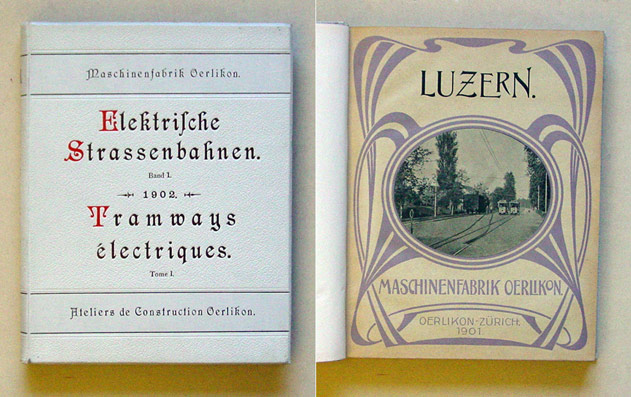 Maschinenfabrik Oerlikon.
Elektriſche
Strassenbahnen.
Band I.
1902.
Tramways
électriques.
Tome I.
Ateliers de Construction Oerlikon.
LUZERN.
MASCHINENFABRIK OERLIKON.
OERLIKON-ZÜRICH.
1901.